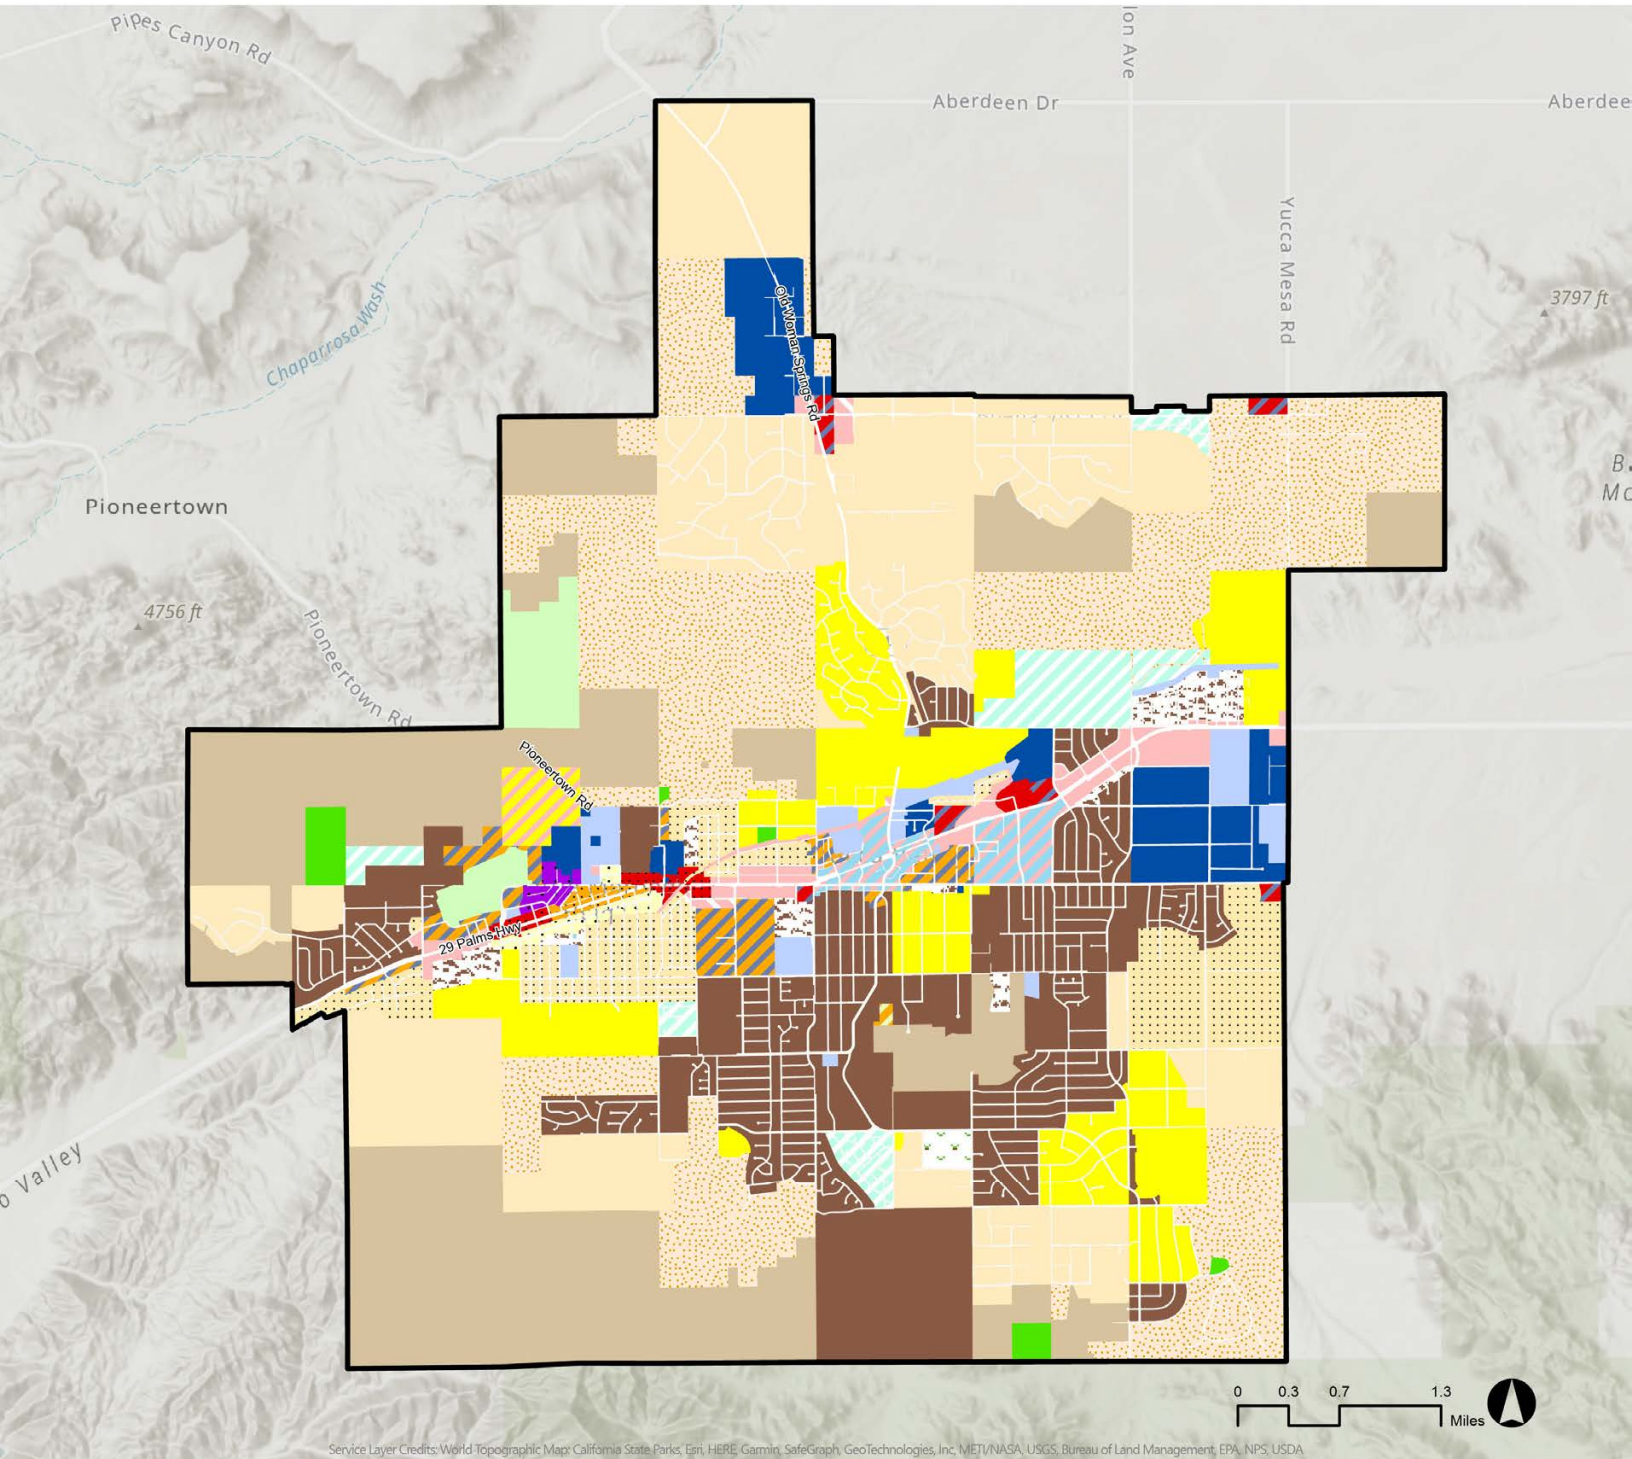 Pipes Canyon Rd
lon Ave
Aberdeen Dr
Aberdee
Yucca Mesa Rd
3797 ft
Chaparrosa Wash
Old Woman Springs Rd
B.
Mc
Pioneertown
4756 ft
Pioneertown Rd
Pioneertown Rd
29 Palms Hwy
o Valley
0 0.3 0.7 1.3
Miles
Service Layer Credits: World Topographic Map: California State Parks, Esri, HERE, Garmin, SafeGraph, GeoTechnologies, Inc, METI/NASA, USGS, Bureau of Land Management, EPA, NPS, USDA